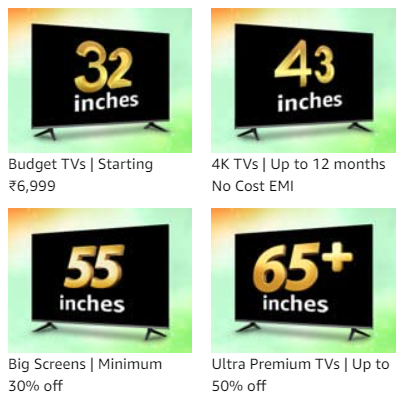 32
inches
Budget TVs | Starting
₹6,999
43
inches
4K TVs | Up to 12 months
No Cost EMI
55
inches
Big Screens | Minimum
30% off
65+
inches
Ultra Premium TVs | Up to
50% off